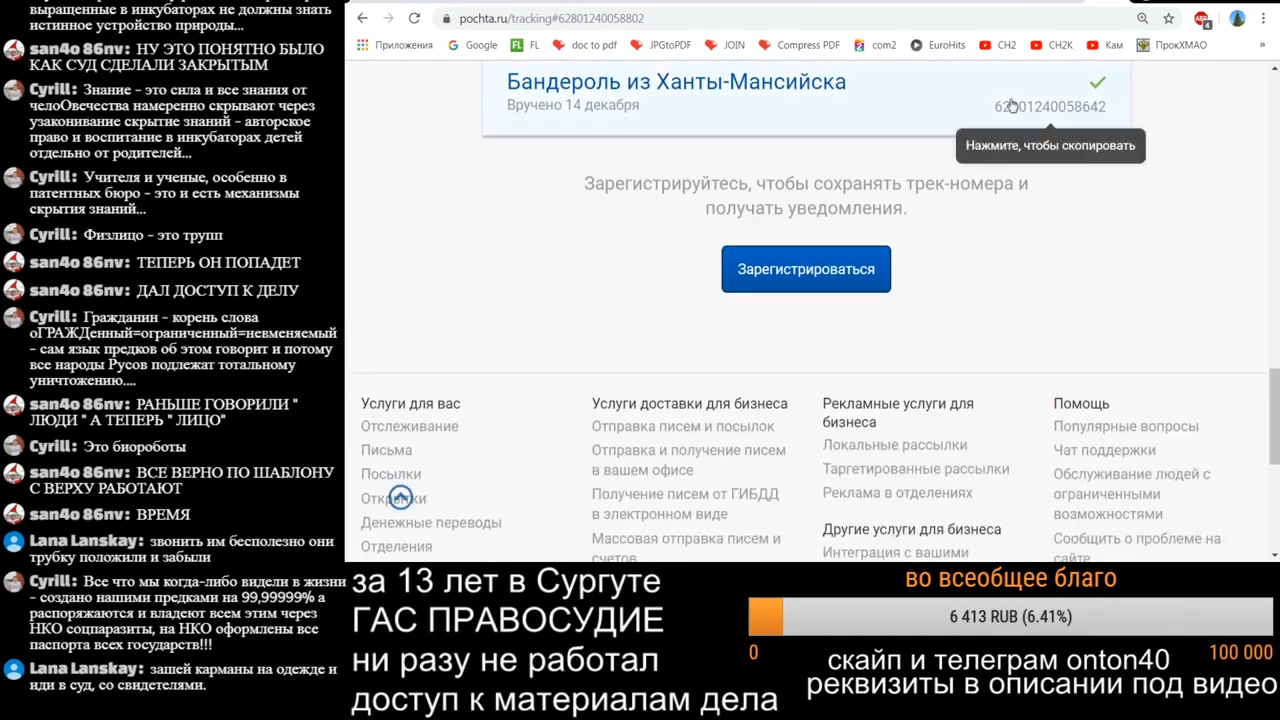 выращенные в инкубаторах не должны знать
истинное устройство природы...
san4o 86nv: НУ ЭТО ПОНЯТНО БЫЛО
КАК СУД СДЕЛАЛИ ЗАКРЫТЫМ
Cyrill: Знание - это сила и все знания от
челоОвечества намеренно скрывают через
узаконивание скрытие знаний - авторское
право и воспитание в инкубаторах детей
отдельно от родителей...
Cyrill: Учителя и ученые, особенно в
патентных бюро - это и есть механизмы
скрытия знаний...
Cyrill: Физлицо - это трупп
san4o 86nv: ТЕПЕРЬ ОН ПОПАДЕТ
san4o 86nv: ДАЛ ДОСТУП К ДЕЛУ
Cyrill: Гражданин - корень слова
оГРАЖДенный=ограниченный=невменяемый
- сам язык предков об этом говорит и потому
все народы Русов подлежат тотальному
уничтожению....
san4o 86nv: РАНЬШЕ ГОВОРИЛИ "
ЛЮДИ " А ТЕПЕРЬ " ЛИЦО"
Cyrill: Это биороботы
san4o 86nv: ВСЕ ВЕРНО ПО ШАБЛОНУ
С ВЕРХУ РАБОТАЮТ
san4o 86nv: ВРЕМЯ
Lana Lanskay: звонить им бесполезно они
трубку положили и забыли
Cyrill: Все что мы когда-либо видели в жизни
- создано нашими предками на 99,99999% а
распоряжаются и владеют всем этим через
НКО соцпаразиты, на НКО оформлены все
паспорта всех государств!!!
Lana Lanskay: зашей карманы на одежде и
иди в суд, со свидетелями.
pochta.ru/tracking#62801240058802
Приложения Google FL FL doc to pdf JPGtoPDF JOIN Compress PDF com2 EuroHits CH2 CH2K Кам ПрокХМАО »
ABP 4
Бандероль из Ханты-Мансийска
Вручено 14 декабря 62801240058642
Нажмите, чтобы скопировать
Зарегистрируйтесь, чтобы сохранять трек-номера и
получать уведомления.
Зарегистрироваться
Услуги для вас
Отслеживание
Письма
Посылки
Открытки
Денежные переводы
Отделения
Услуги доставки для бизнеса
Отправка писем и посылок
Отправка и получение писем
в вашем офисе
Получение писем от ГИБДД
в электронном виде
Массовая отправка писем и
счетов
Рекламные услуги для
бизнеса
Локальные рассылки
Таргетированные рассылки
Реклама в отделениях
Другие услуги для бизнеса
Интеграция с вашими
Помощь
Популярные вопросы
Чат поддержки
Обслуживание людей с
ограниченными
возможностями
Сообщить о проблеме на
сайте
за 13 лет в Сургуте
ГАС ПРАВОСУДИЕ
ни разу не работал
доступ к материалам дела
во всеобщее благо
6 413 RUB (6.41%)
0 100 000
скайп и телеграм onton40
реквизиты в описании под видео